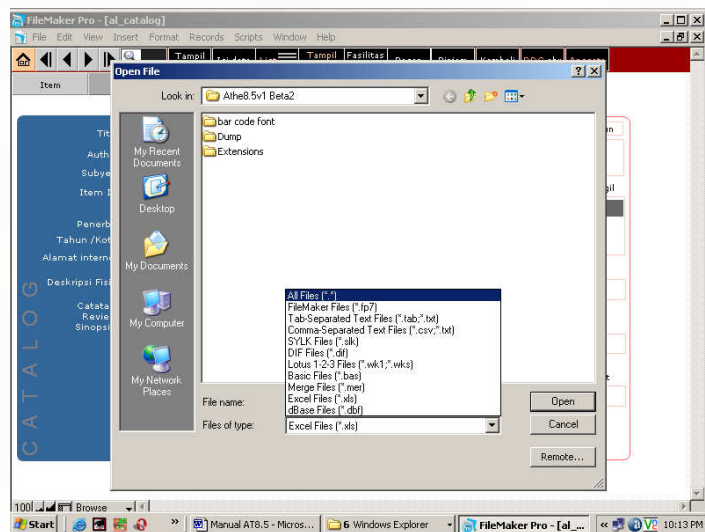 FileMaker Pro - [al_catalog]
File Edit View Insert Format Records Scripts Window Help
Tampil Tampil Fasilitas
Open File
Item
Look in: Athe8.5v1 Beta2
bar code font
Dump
Extensions
My Recent Documents
Desktop
My Documents
My Computer
My Network Places
Tit
Auth
Subye
Item I
Penerb
Tahun /Kot
Alamat intern
Deskripsi Fisi
Catata
Revie
Sinopsi
CATALOG
un
gil
t
All Files (*.*)
FileMaker Files (*.fp7)
Tab-Separated Text Files (*.tab;*.txt)
Comma-Separated Text Files (*.csv;*.txt)
SYLK Files (*.slk)
DIF Files (*.dif)
Lotus 1-2-3 Files (*.wk1;*.wks)
Basic Files (*.bas)
Merge Files (*.mer)
Excel Files (*.xls)
dBase Files (*.dbf)
File name:
Open
Files of type: Excel Files (*.xls)
Cancel
Remote...
100 Browse
Start » Manual AT8.5 - Micros... 6 Windows Explorer FileMaker Pro - [al_... « V2 10:13 PM